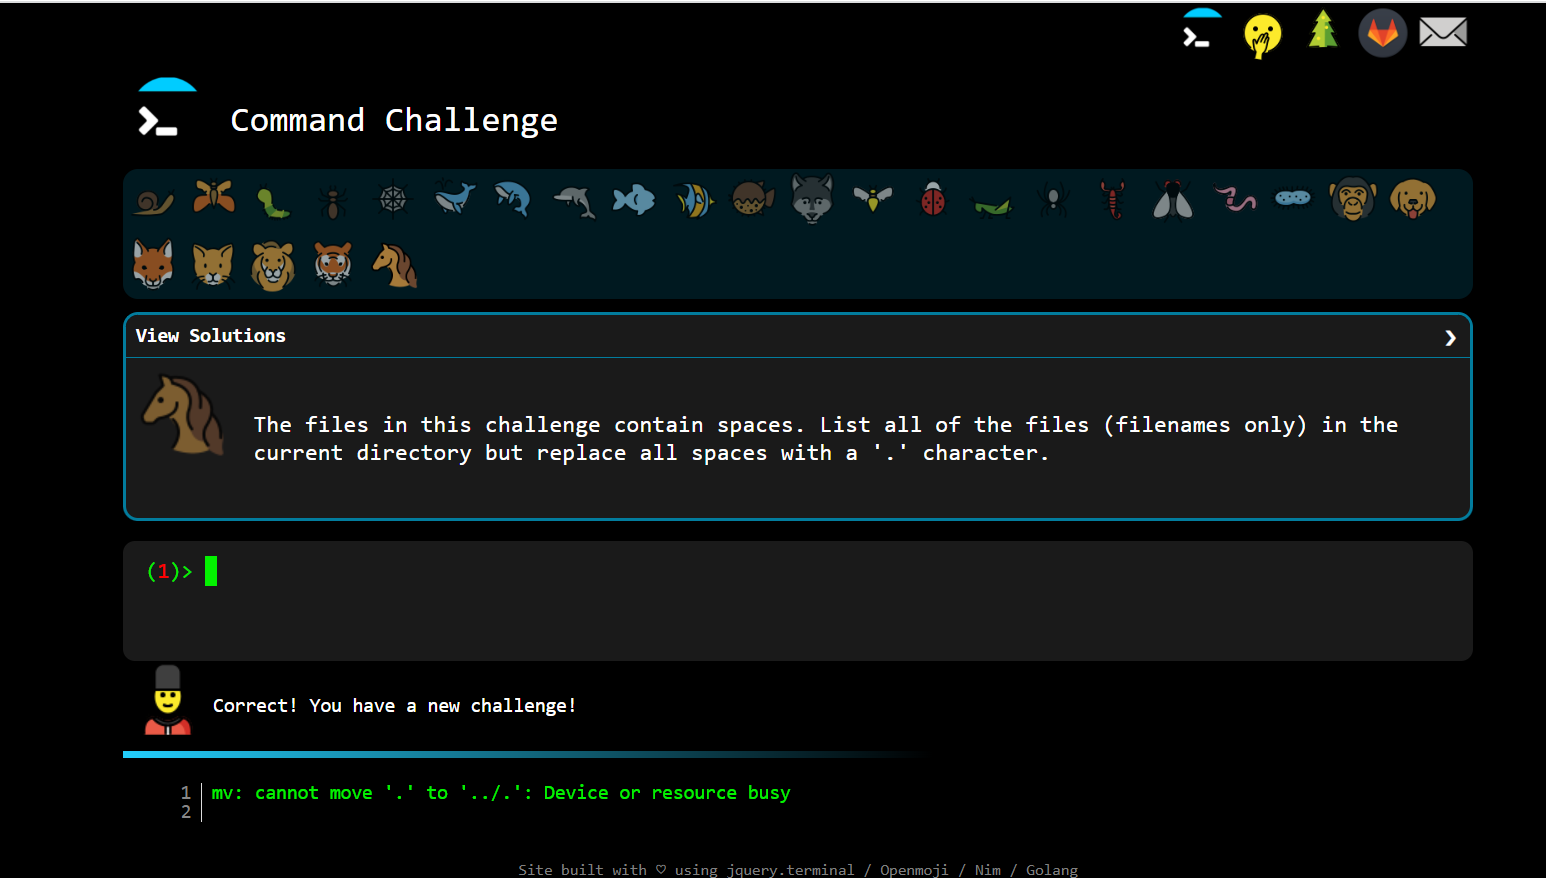 Command Challenge
View Solutions
The files in this challenge contain spaces. List all of the files (filenames only) in the
current directory but replace all spaces with a '.' character.
(1)>
Correct! You have a new challenge!
1 mv: cannot move '.' to '../.': Device or resource busy
2
Site built with ♡ using jquery.terminal / Openmoji / Nim / Golang